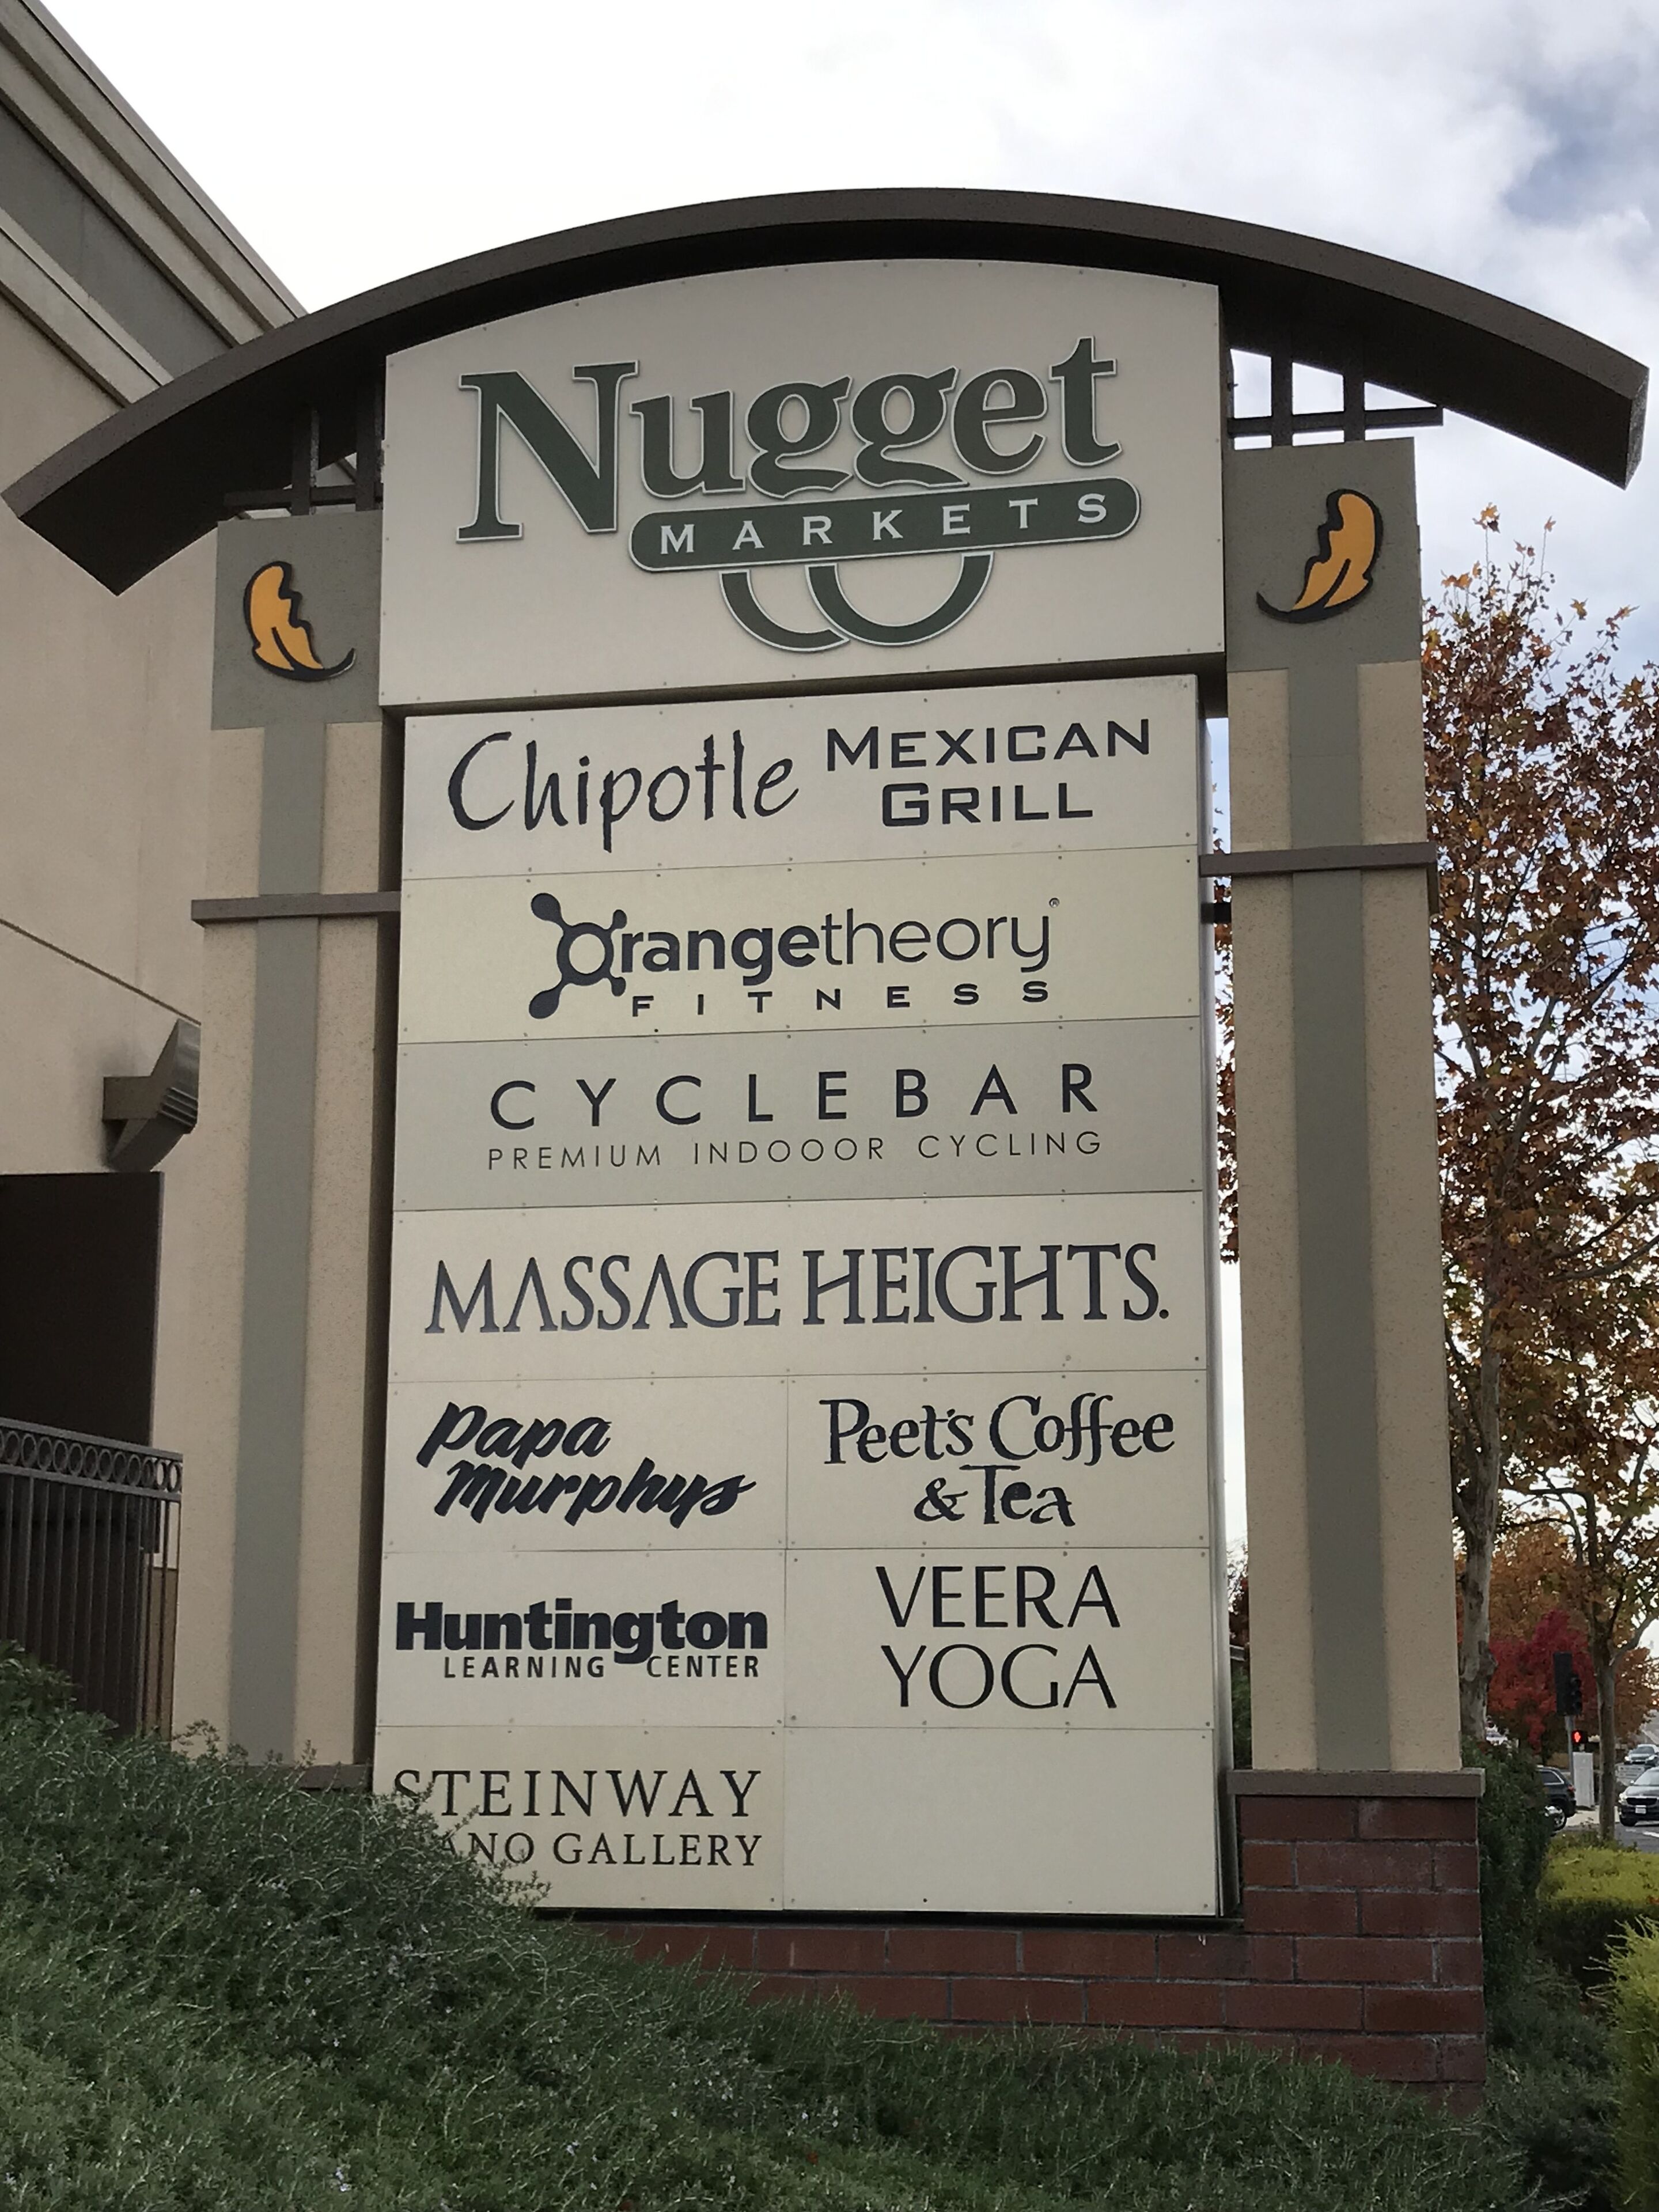 Nugget
MARKETS
Chipotle MEXICAN
GRILL
Orangetheory®
FITNESS
CYCLEBAR
PREMIUM INDOOOR CYCLING
MASSAGE HEIGHTS.
Papa
Murphys
Peet's Coffee
& Tea
Huntington
LEARNING CENTER
VEERA
YOGA
STEINWAY
ANO GALLERY